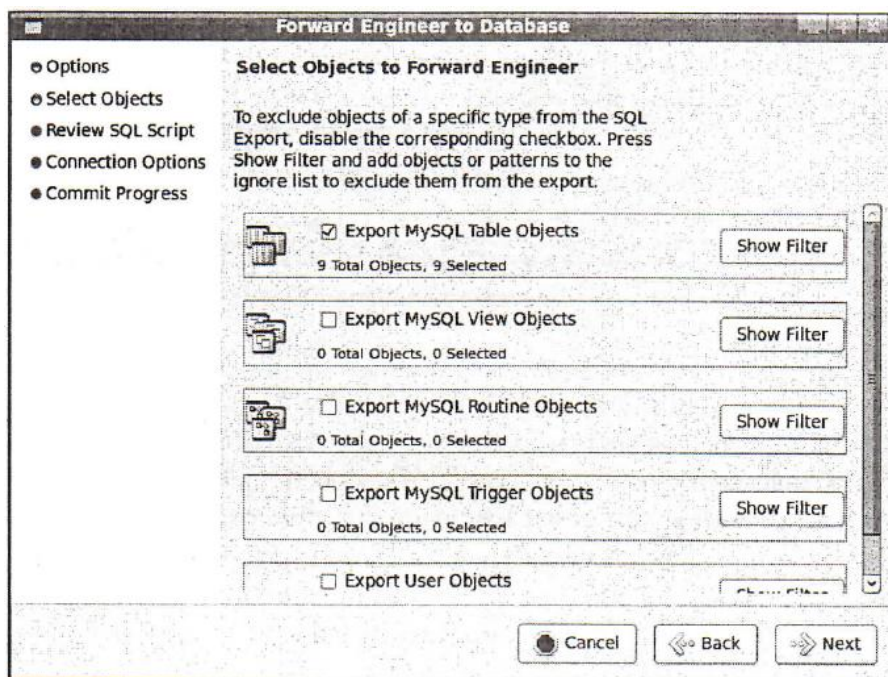 Forward Engineer to Database
Options
Select Objects
Review SQL Script
Connection Options
Commit Progress
Select Objects to Forward Engineer
To exclude objects of a specific type from the SQL
Export, disable the corresponding checkbox. Press
Show Filter and add objects or patterns to the
ignore list to exclude them from the export.
Export MySQL Table Objects
9 Total Objects, 9 Selected
Show Filter
Export MySQL View Objects
0 Total Objects, 0 Selected
Show Filter
Export MySQL Routine Objects
0 Total Objects, 0 Selected
Show Filter
Export MySQL Trigger Objects
0 Total Objects, 0 Selected
Show Filter
Export User Objects
Show Filter
Cancel
Back
Next